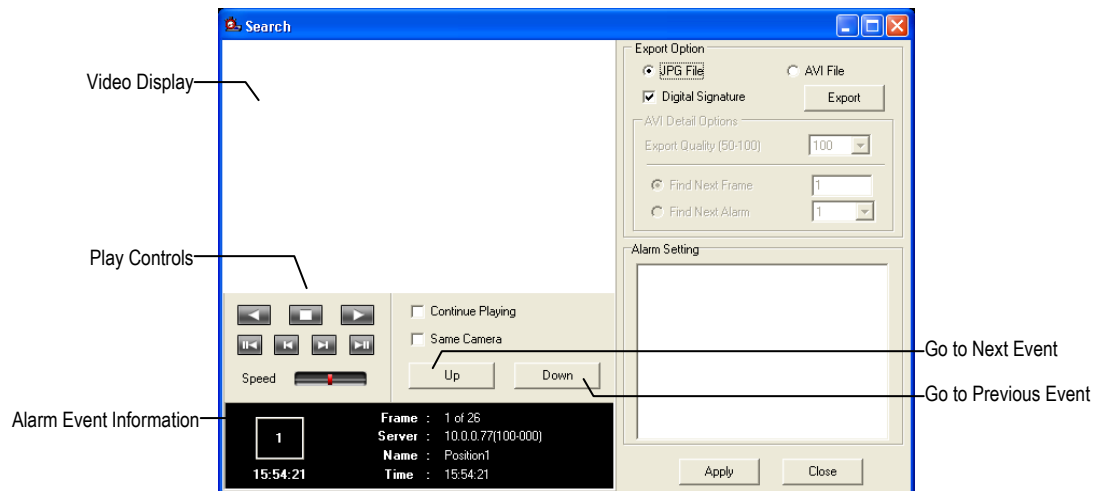 Search
Video Display
Play Controls
Alarm Event Information
Continue Playing
Same Camera
Speed
Up
Down
1
15:54:21
Frame : 1 of 26
Server : 10.0.0.77(100-000)
Name : Position1
Time : 15:54:21
Export Option
JPG File
AVI File
Digital Signature
Export
AVI Detail Options
Export Quality (50-100)
100
Find Next Frame
1
Find Next Alarm
1
Alarm Setting
Apply
Close
Go to Next Event
Go to Previous Event